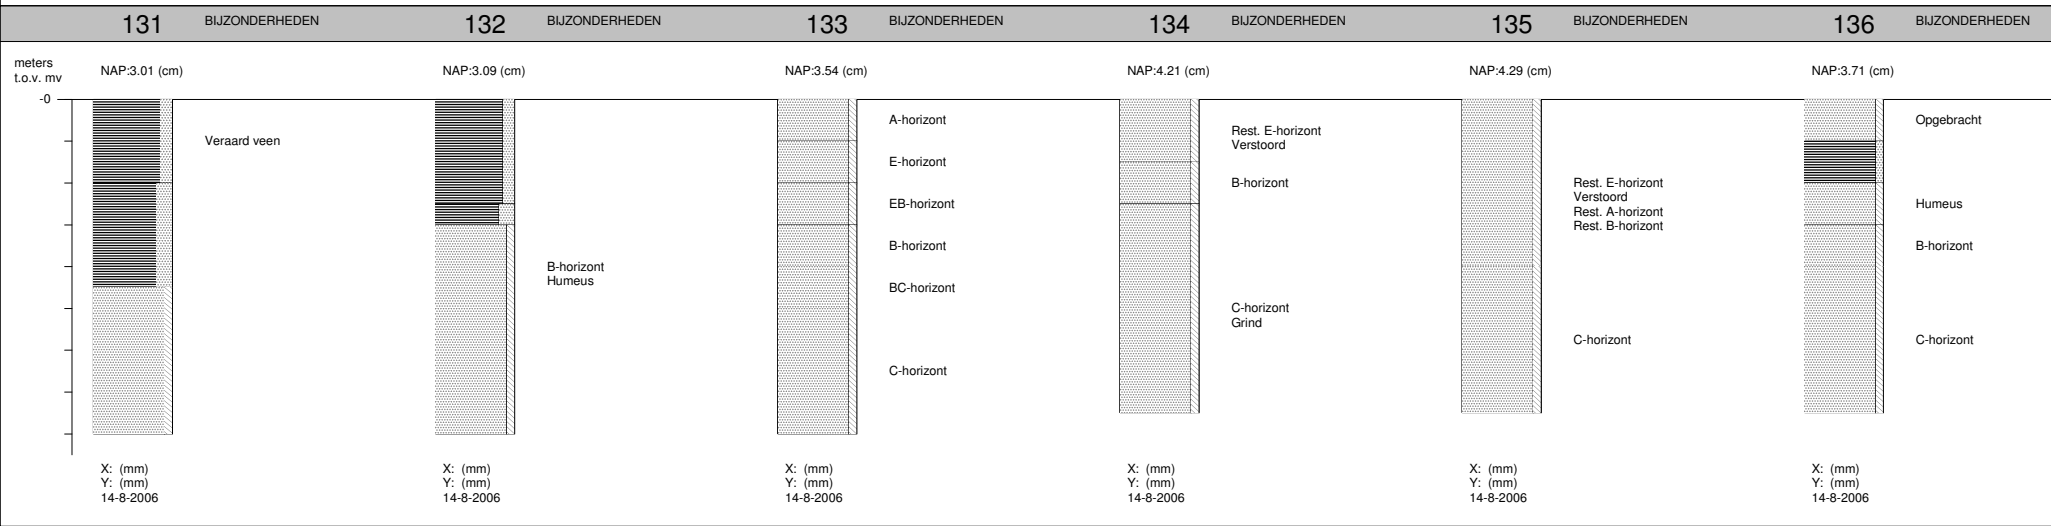 131 BIJZONDERHEDEN 132 BIJZONDERHEDEN 133 BIJZONDERHEDEN 134 BIJZONDERHEDEN 135 BIJZONDERHEDEN 136 BIJZONDERHEDEN
meters
t.o.v. mv
NAP:3.01 (cm) NAP:3.09 (cm) NAP:3.54 (cm) NAP:4.21 (cm) NAP:4.29 (cm) NAP:3.71 (cm)
-0
Veraard veen
B-horizont
Humeus
A-horizont
E-horizont
EB-horizont
B-horizont
BC-horizont
C-horizont
Rest. E-horizont
Verstoord
B-horizont
C-horizont
Grind
Rest. E-horizont
Verstoord
Rest. A-horizont
Rest. B-horizont
C-horizont
Opgebracht
Humeus
B-horizont
C-horizont
X: (mm) X: (mm) X: (mm) X: (mm) X: (mm) X: (mm)
Y: (mm) Y: (mm) Y: (mm) Y: (mm) Y: (mm) Y: (mm)
14-8-2006 14-8-2006 14-8-2006 14-8-2006 14-8-2006 14-8-2006